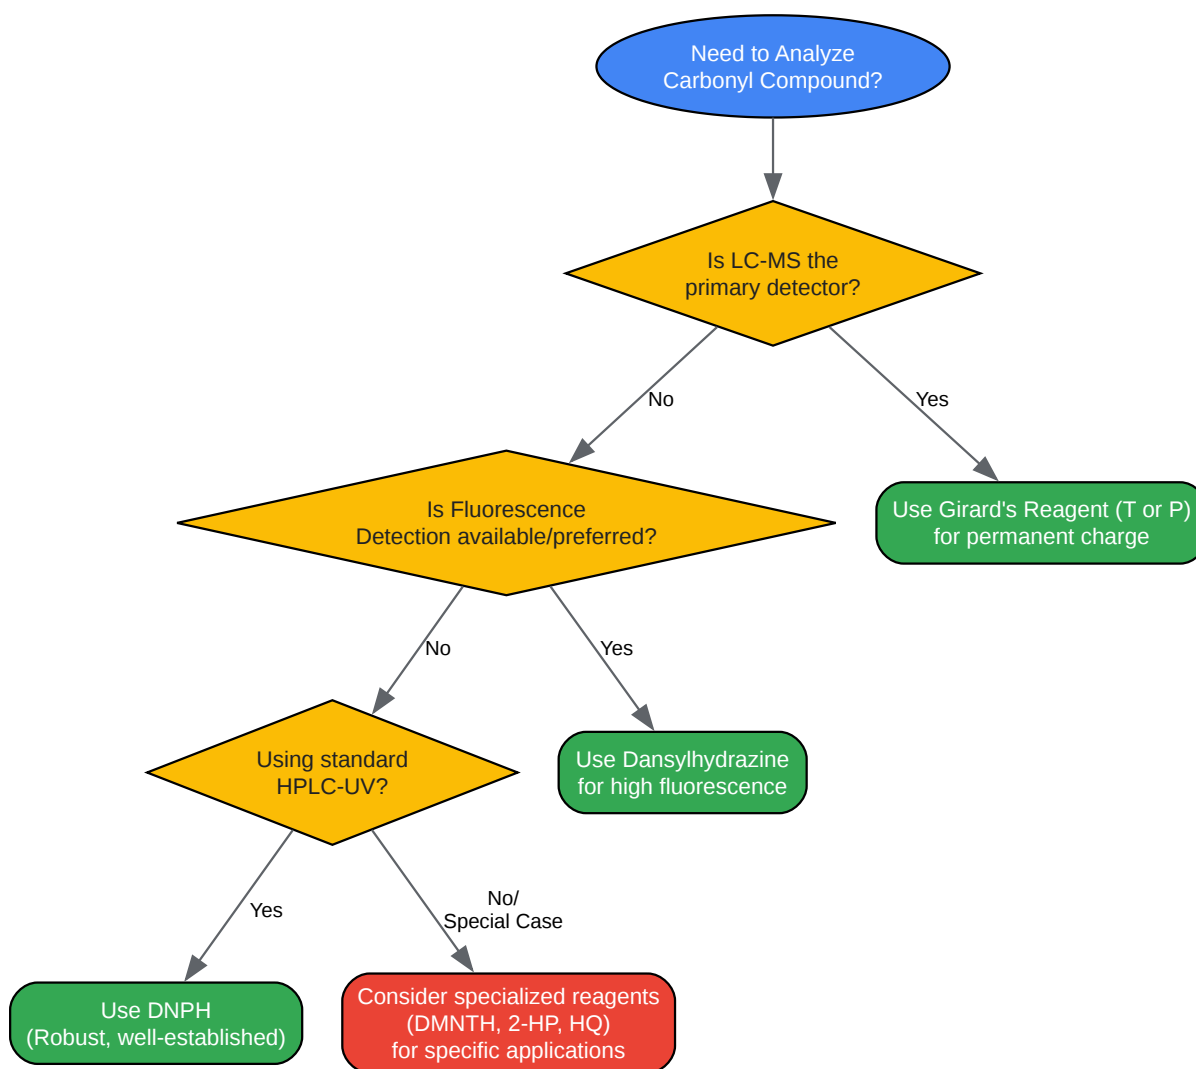 Need to Analyze
Carbonyl Compound?
Is LC-MS the
primary detector?
No
Yes
Is Fluorescence
Detection available/preferred?
Use Girard's Reagent (T or P)
for permanent charge
No
Yes
Using standard
HPLC-UV?
Use Dansylhydrazine
for high fluorescence
Yes
No/
Special Case
Use DNPH
(Robust, well-established)
Consider specialized reagents
(DMNTH, 2-HP, HQ)
for specific applications